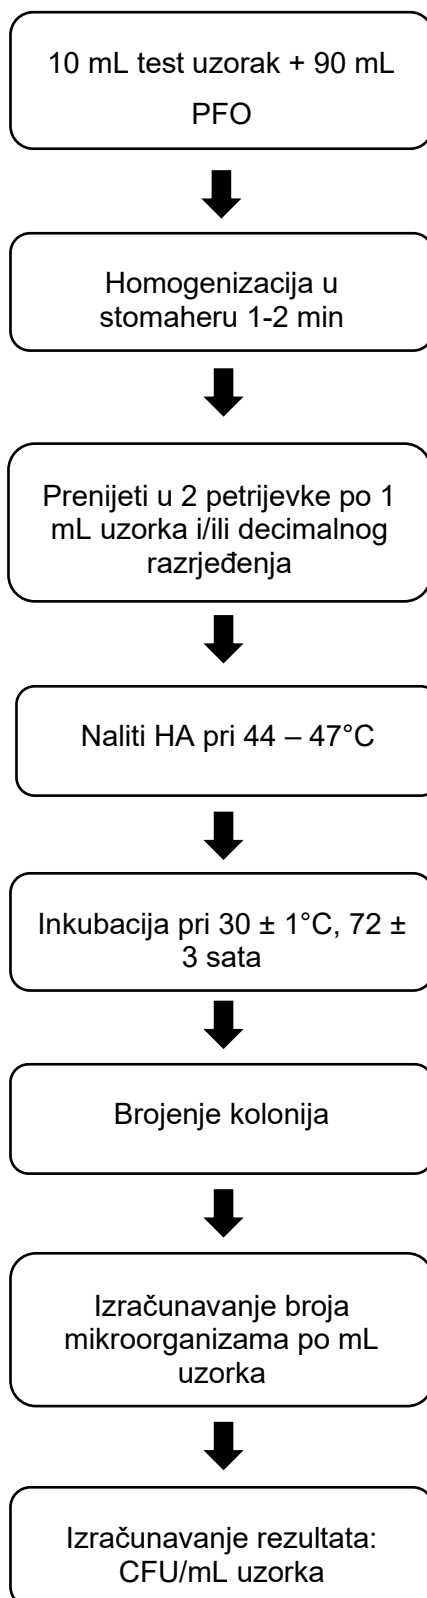 10 mL test uzorak + 90 mL
PFO
Homogenizacija u
stomaheru 1-2 min
Prenijeti u 2 petrijevke po 1
mL uzorka i/ili decimalnog
razrjeđenja
Naliti HA pri 44 – 47°C
Inkubacija pri 30 ± 1°C, 72 ±
3 sata
Brojenje kolonija
Izračunavanje broja
mikroorganizama po mL
uzorka
Izračunavanje rezultata:
CFU/mL uzorka